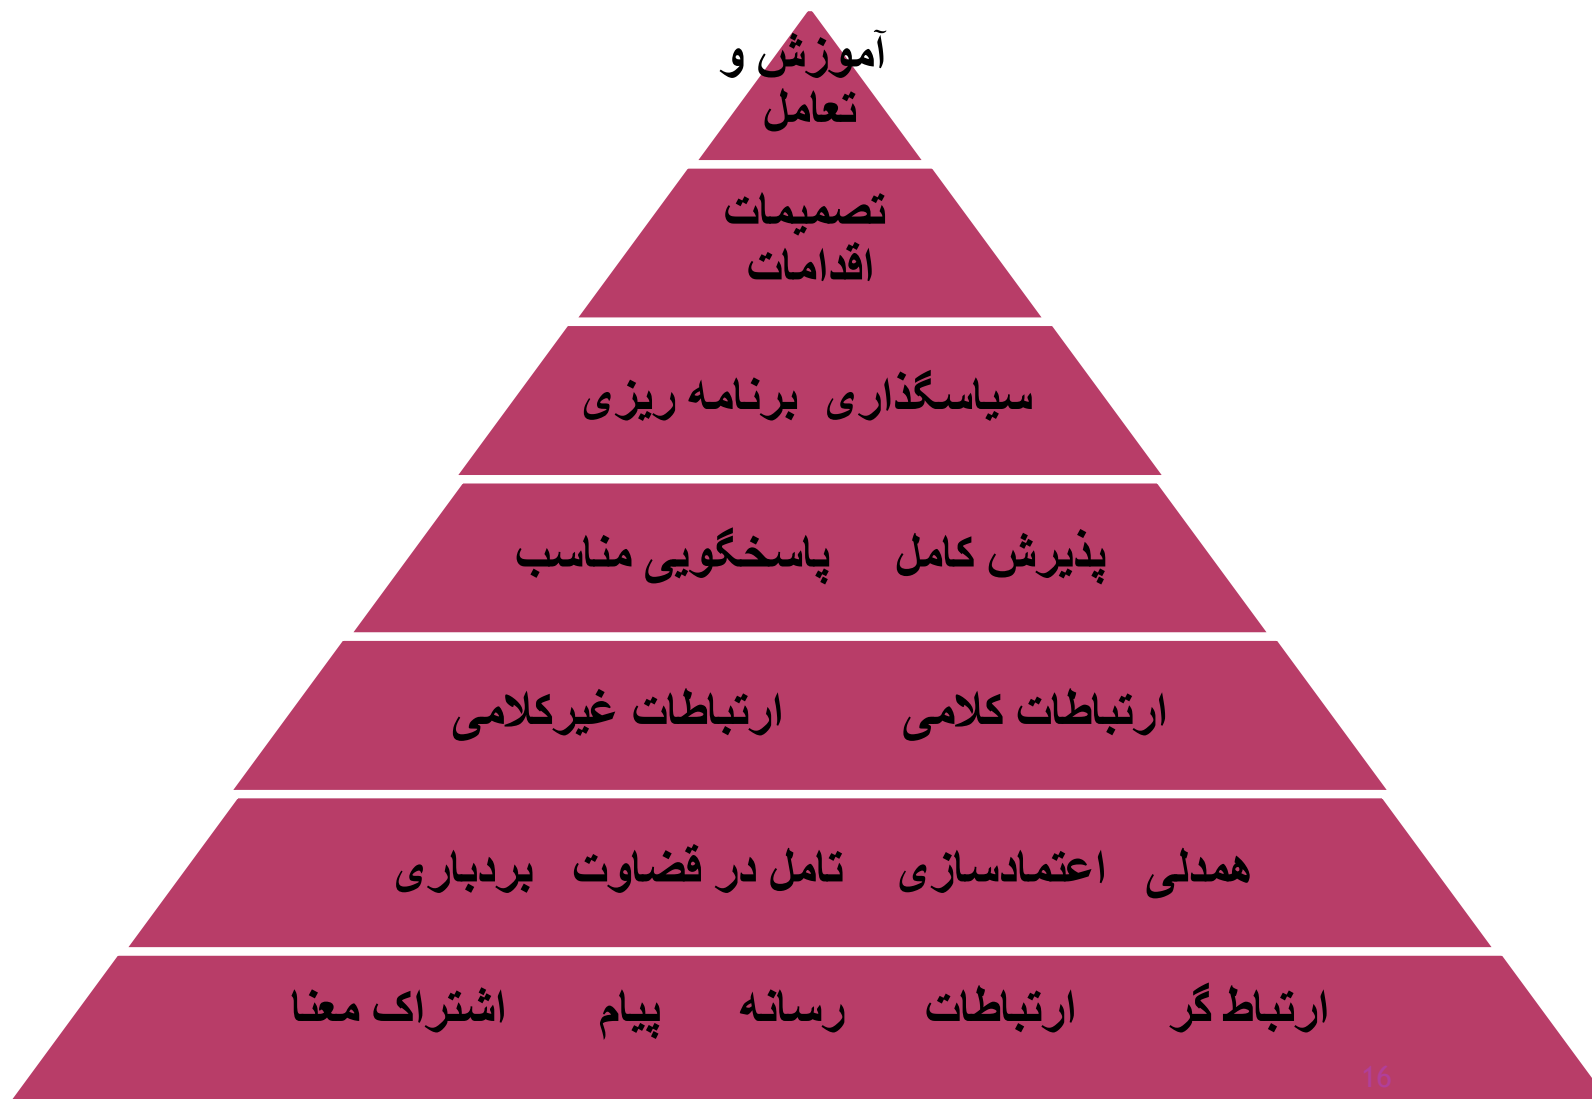 آموزش و
تعامل
تصمیمات
اقدامات
سیاسگذاری برنامه ریزی
پذیرش کامل پاسخگویی مناسب
ارتباطات کلامی ارتباطات غیرکلامی
همدلی اعتمادسازی تامل در قضاوت بردباری
ارتباط گر ارتباطات رسانه پیام اشتراک معنا
16